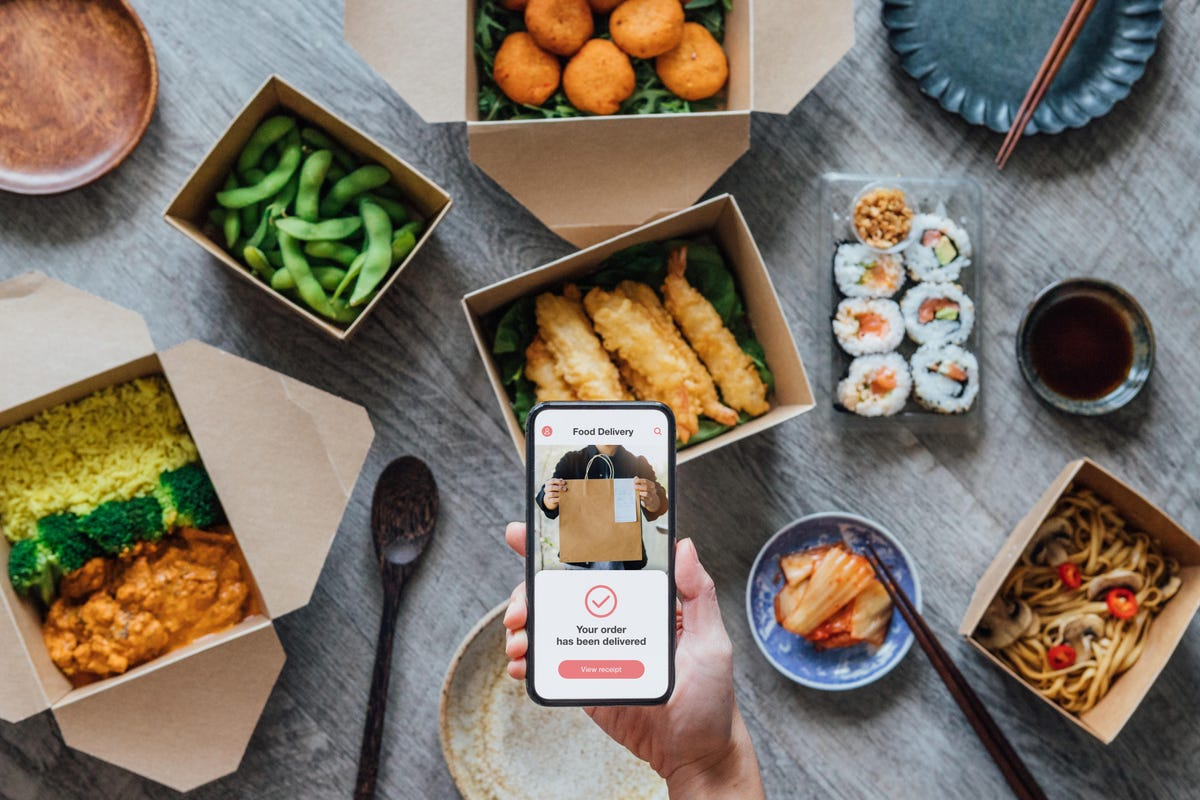 Food Delivery
Your order
has been delivered
View receipt